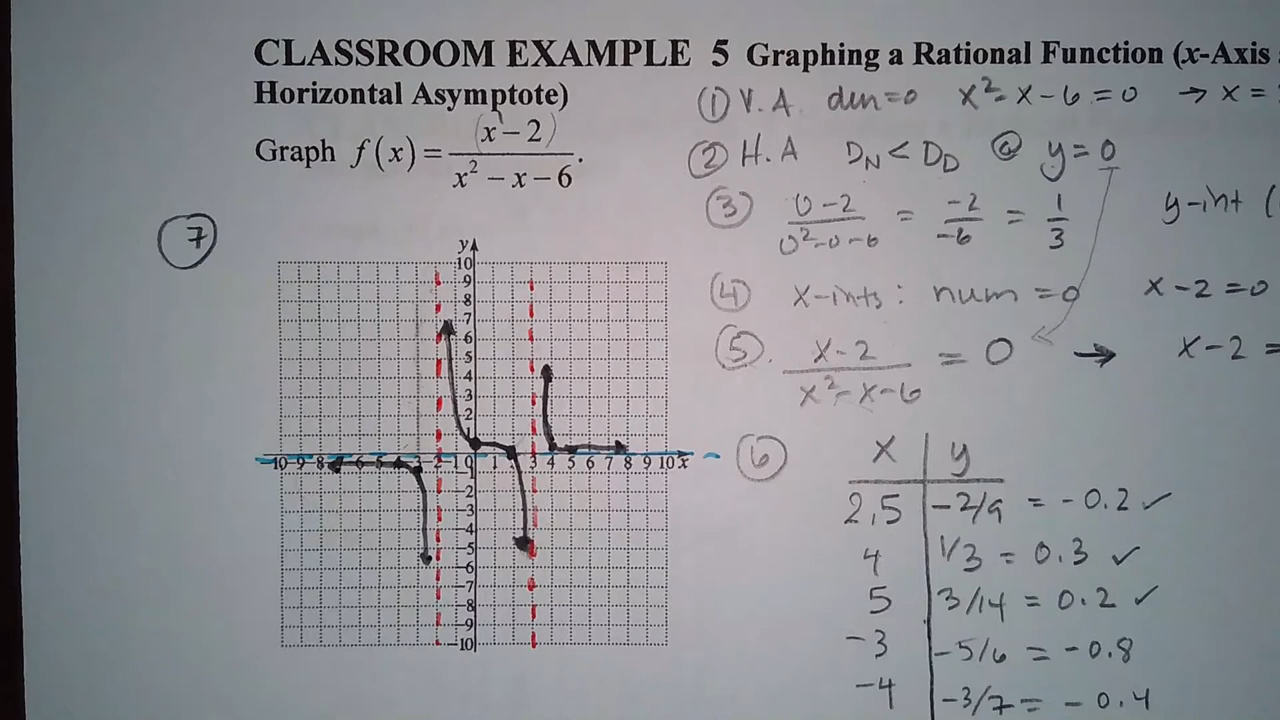 CLASSROOM EXAMPLE 5 Graphing a Rational Function (x-Axis
Horizontal Asymptote)
Graph f(x) = (x - 2) / x² - x - 6 .
① V.A den=0 x² - x - 6 = 0 → x =
② H.A D_N < D_D @ y = 0
③ 0 - 2 / 0² - 0 - 6 = -2 / -6 = 1 / 3 y-int (
④ x-ints : num = 0 x - 2 = 0
⑤. x - 2 / x² - x - 6 = 0 → x - 2 =
⑥ x y
2,5 -2/9 = -0.2 ✓
4 1/3 = 0.3 ✓
5 3/14 = 0.2 ✓
-3 -5/6 = -0.8
-4 -3/7 = -0.4
⑦
y
10
9
8
7
6
5
4
3
2
-10 -9 -8 -7 -6 -5 -4 -3 -2 -1 0 1 2 3 4 5 6 7 8 9 10 x
-1
-2
-3
-4
-5
-6
-7
-8
-9
-10